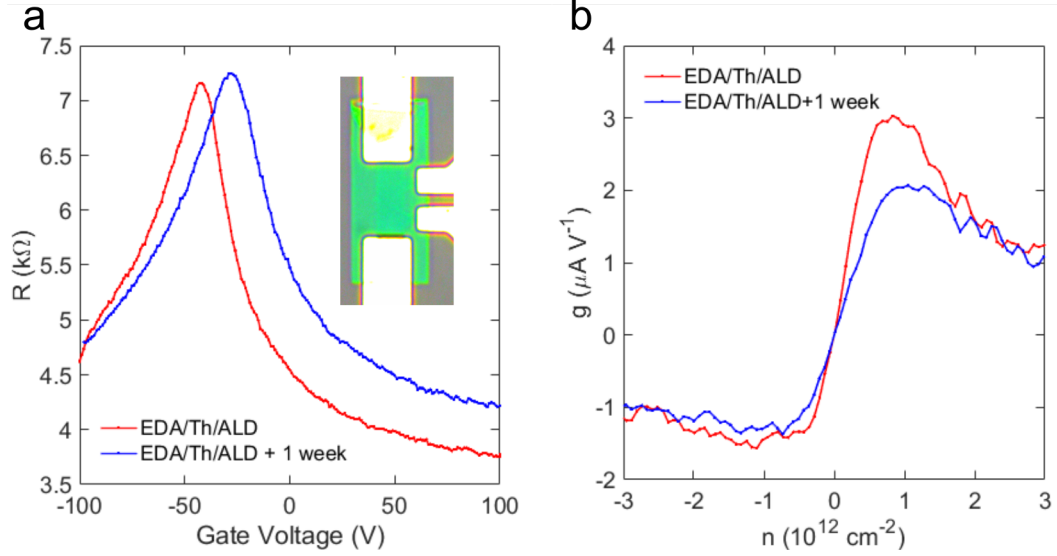 a
7.5
7
6.5
6
5.5
5
4.5
4
3.5
R (kΩ)
EDA/Th/ALD
EDA/Th/ALD + 1 week
-100
-50
0
50
100
Gate Voltage (V)
b
4
3
2
1
0
-1
-2
g (μA V⁻¹)
EDA/Th/ALD
EDA/Th/ALD+1 week
-3
-2
-1
0
1
2
3
n (10¹² cm⁻²)